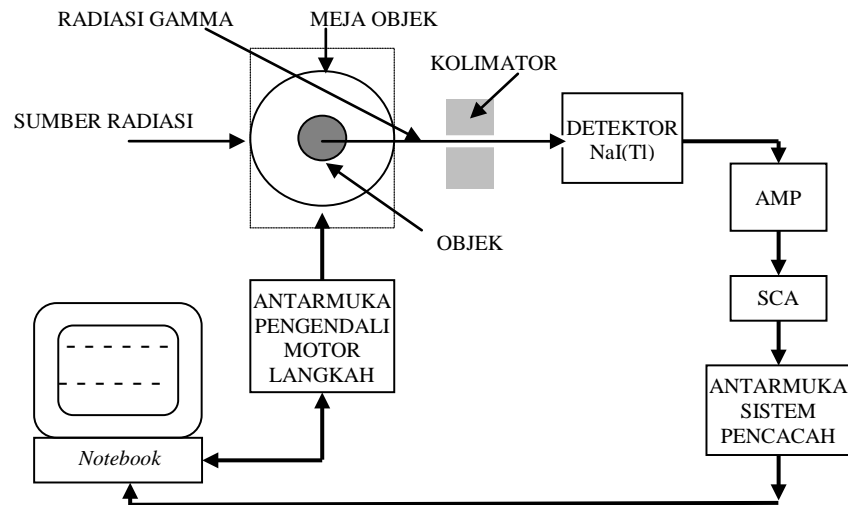 RADIASI GAMMA
MEJA OBJEK
KOLIMATOR
SUMBER RADIASI
DETEKTOR
NaI(Tl)
AMP
OBJEK
SCA
ANTARMUKA
PENGENDALI
MOTOR
LANGKAH
ANTARMUKA
SISTEM
PENCACAH
Notebook